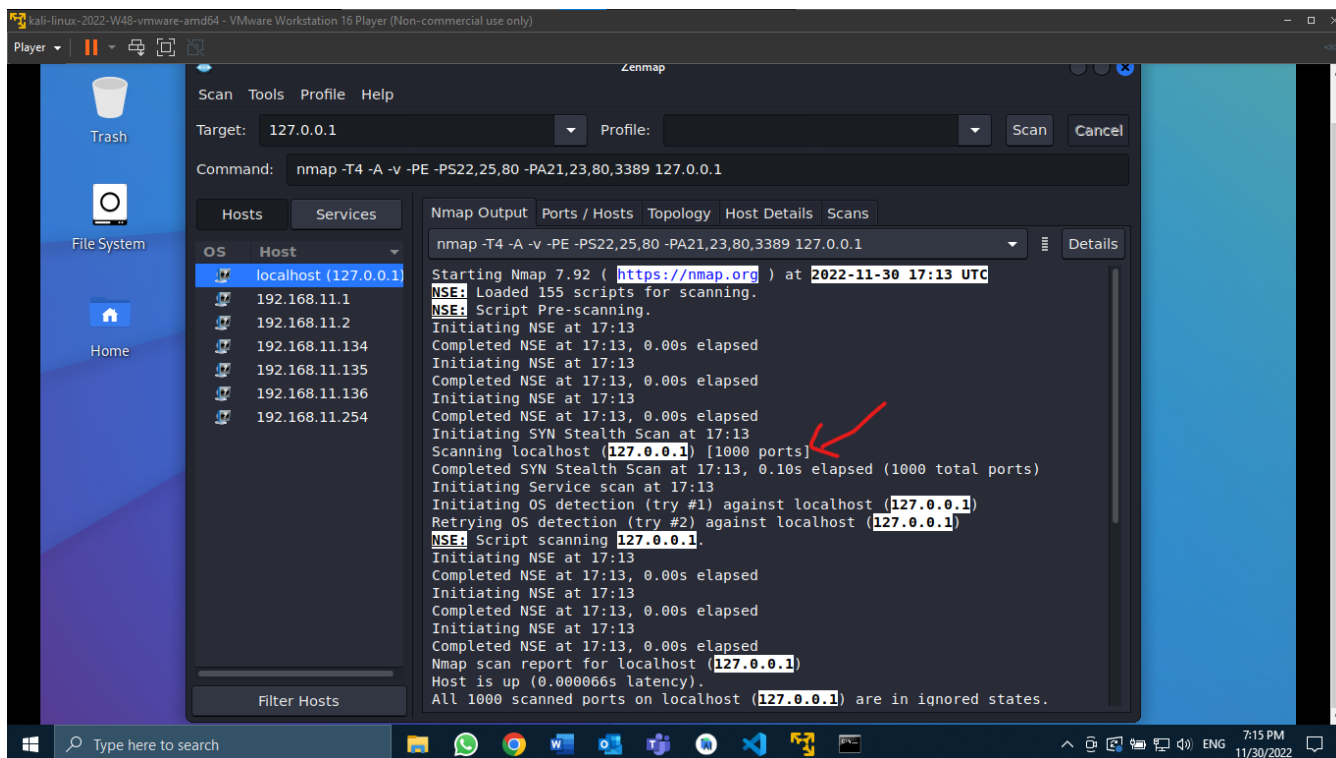 kali-linux-2022-W48-vmware-amd64 - VMware Workstation 16 Player (Non-commercial use only)
Player
Zenmap
Scan Tools Profile Help
Target: 127.0.0.1 Profile: Scan Cancel
Command: nmap -T4 -A -v -PE -PS22,25,80 -PA21,23,80,3389 127.0.0.1
Trash
File System
Home
Hosts Services
OS Host
localhost (127.0.0.1)
192.168.11.1
192.168.11.2
192.168.11.134
192.168.11.135
192.168.11.136
192.168.11.254
Filter Hosts
Nmap Output Ports / Hosts Topology Host Details Scans
nmap -T4 -A -v -PE -PS22,25,80 -PA21,23,80,3389 127.0.0.1 Details
Starting Nmap 7.92 ( https://nmap.org ) at 2022-11-30 17:13 UTC
NSE: Loaded 155 scripts for scanning.
NSE: Script Pre-scanning.
Initiating NSE at 17:13
Completed NSE at 17:13, 0.00s elapsed
Initiating NSE at 17:13
Completed NSE at 17:13, 0.00s elapsed
Initiating NSE at 17:13
Completed NSE at 17:13, 0.00s elapsed
Initiating SYN Stealth Scan at 17:13
Scanning localhost (127.0.0.1) [1000 ports]
Completed SYN Stealth Scan at 17:13, 0.10s elapsed (1000 total ports)
Initiating Service scan at 17:13
Initiating OS detection (try #1) against localhost (127.0.0.1)
Retrying OS detection (try #2) against localhost (127.0.0.1)
NSE: Script scanning 127.0.0.1.
Initiating NSE at 17:13
Completed NSE at 17:13, 0.00s elapsed
Initiating NSE at 17:13
Completed NSE at 17:13, 0.00s elapsed
Initiating NSE at 17:13
Completed NSE at 17:13, 0.00s elapsed
Nmap scan report for localhost (127.0.0.1)
Host is up (0.000066s latency).
All 1000 scanned ports on localhost (127.0.0.1) are in ignored states.
Type here to search
ENG
7:15 PM
11/30/2022